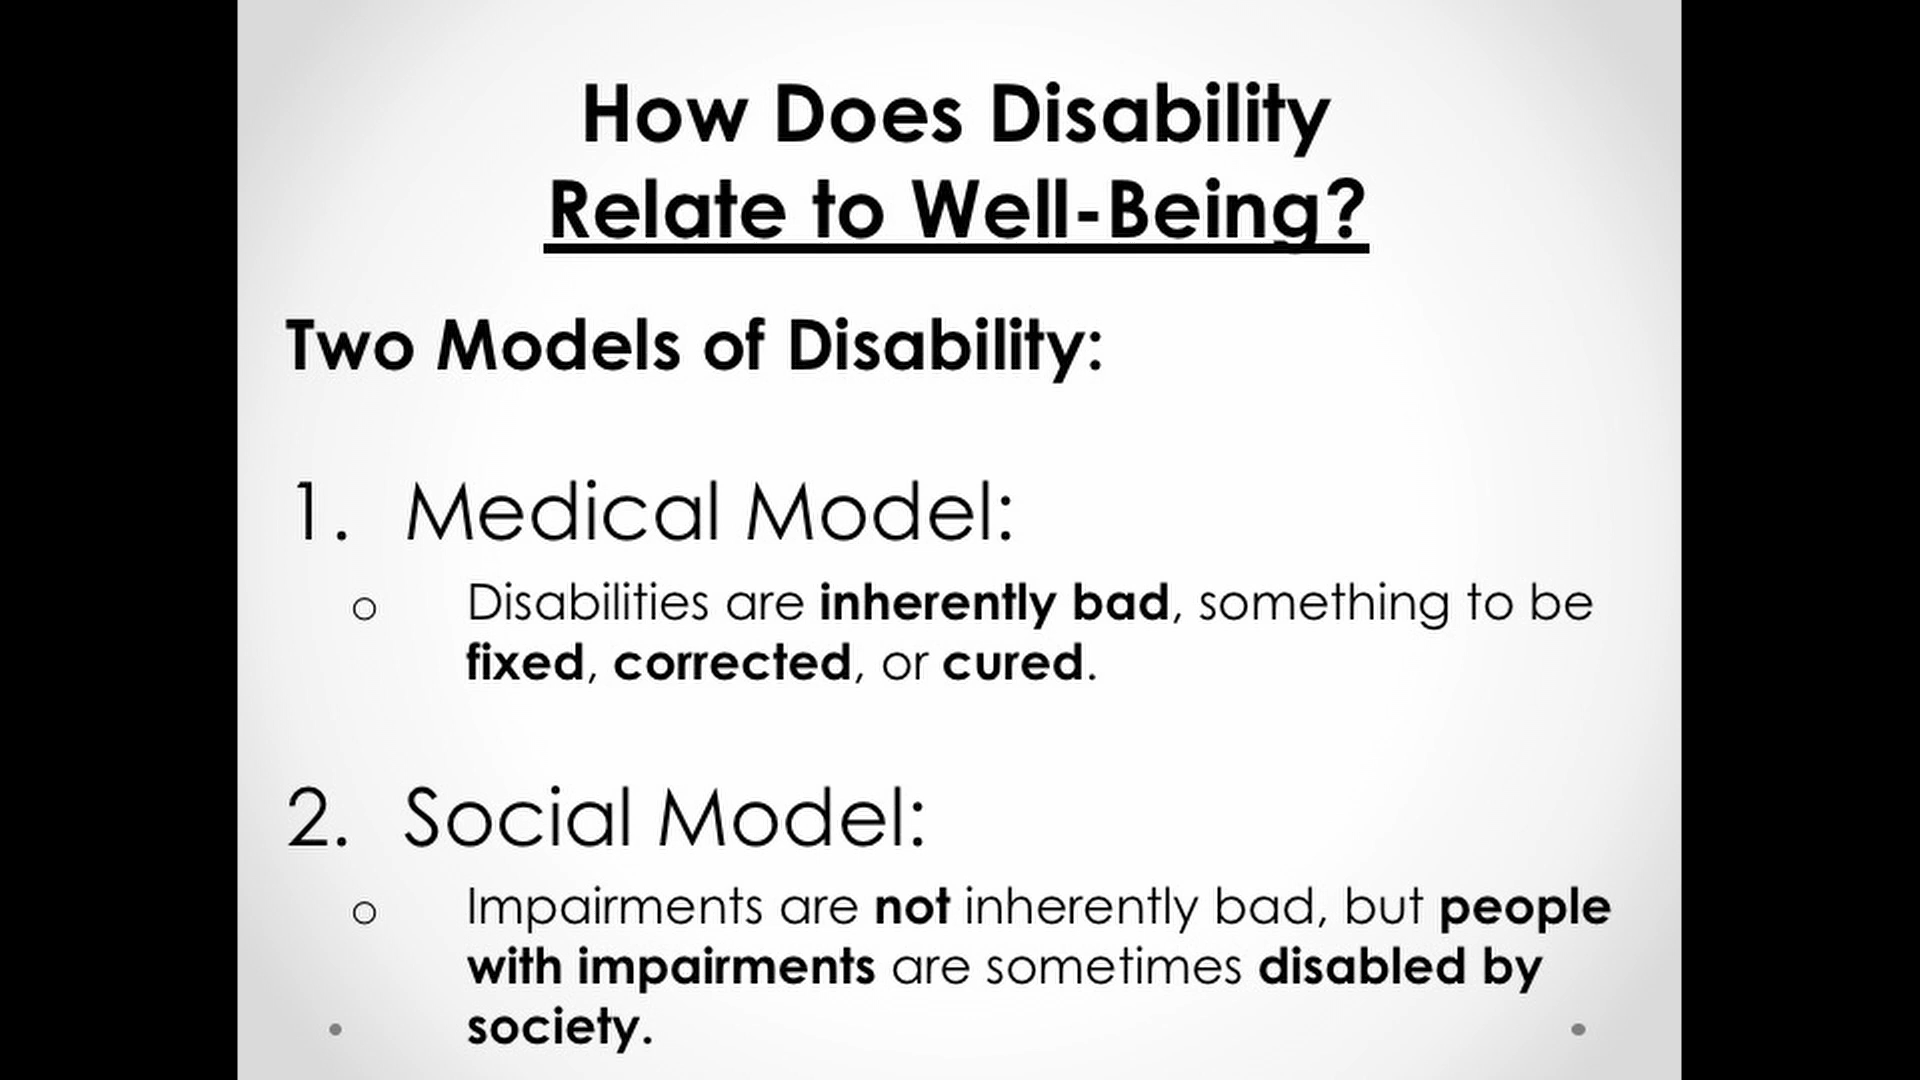 How Does Disability
Relate to Well-Being?
Two Models of Disability:
1. Medical Model:
o Disabilities are inherently bad, something to be
fixed, corrected, or cured.
2. Social Model:
o Impairments are not inherently bad, but people
with impairments are sometimes disabled by
society.